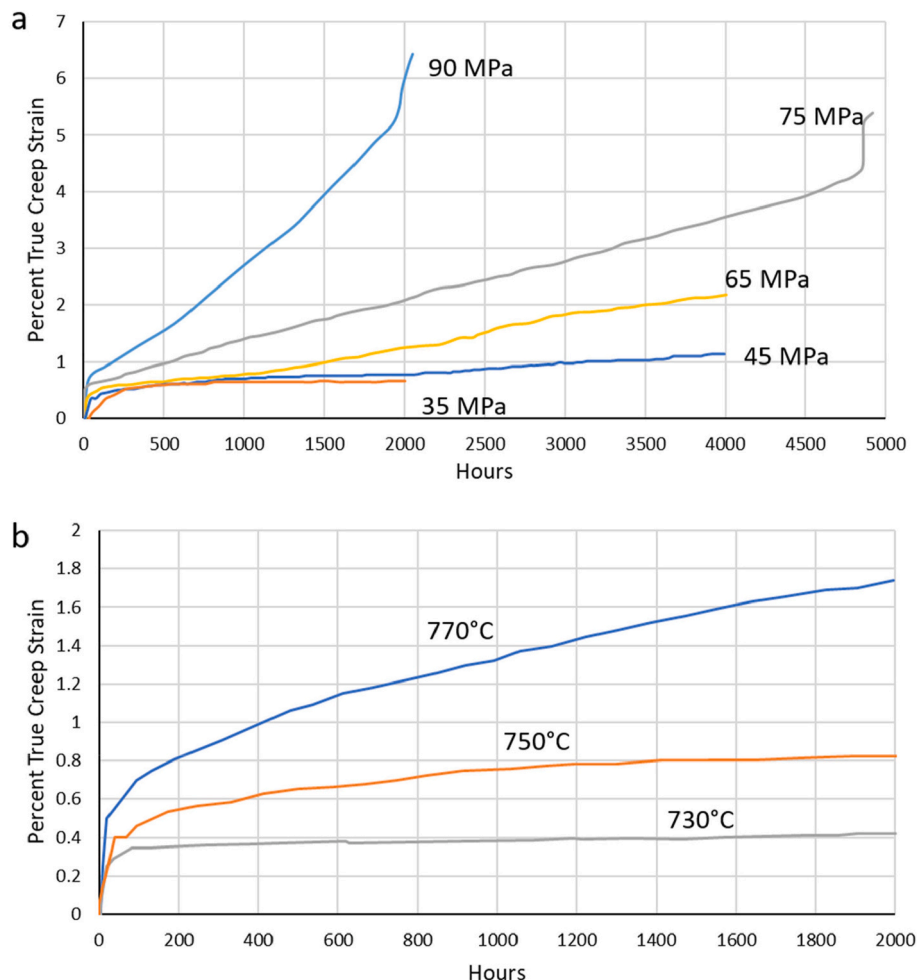 a
7
6
5
4
3
2
1
0
Percent True Creep Strain
90 MPa
75 MPa
65 MPa
45 MPa
35 MPa
0 500 1000 1500 2000 2500 3000 3500 4000 4500 5000
Hours
b
2
1.8
1.6
1.4
1.2
1
0.8
0.6
0.4
0.2
0
Percent True Creep Strain
770°C
750°C
730°C
0 200 400 600 800 1000 1200 1400 1600 1800 2000
Hours